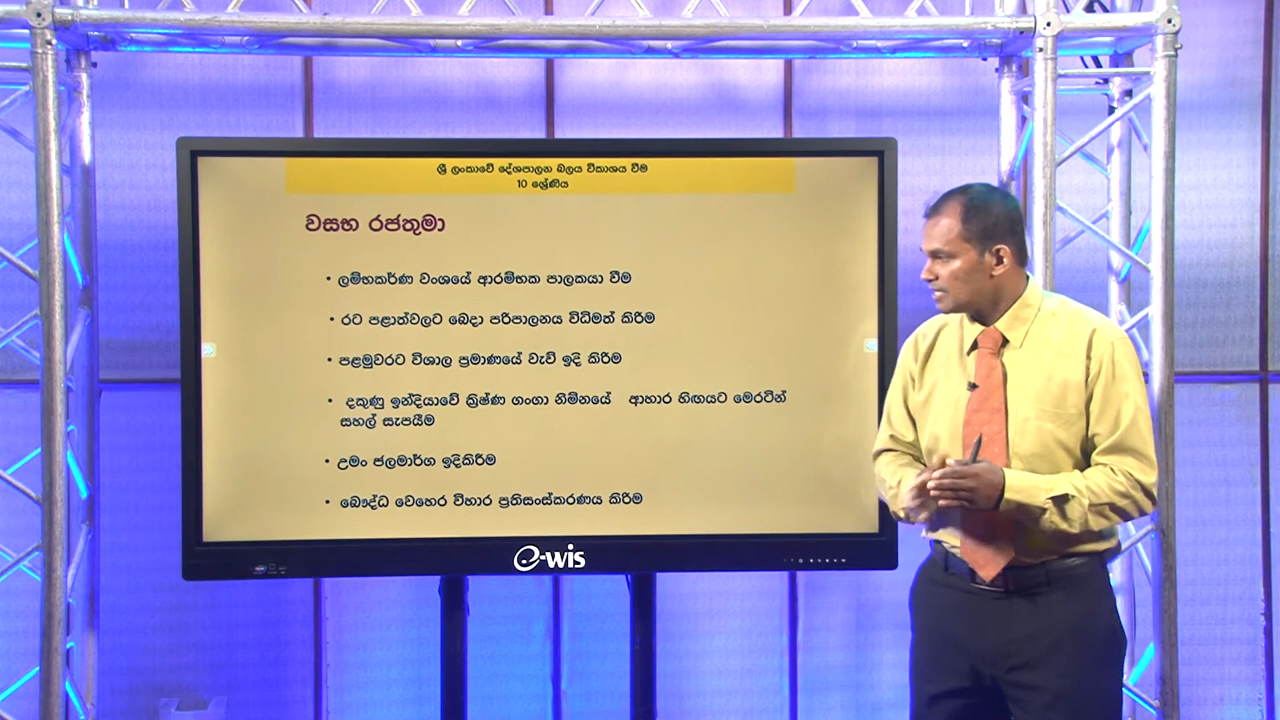 ශ්‍රී ලංකාවේ දේශපාලන බලය විකාශය වීම
10 ශ්‍රේණිය
වසභ රජතුමා
• ලම්භකර්ණ වංශයේ ආරම්භක පාලකයා වීම
• රට පළාත්වලට බෙදා පරිපාලනය විධිමත් කිරීම
• පළමුවරට විශාල ප්‍රමාණයේ වැව් ඉදි කිරීම
• දකුණු ඉන්දියාවේ ක්‍රිෂ්ණ ගංගා නිම්නයේ ආහාර හිඟයට මෙරටින්
සහල් සැපයීම
• උමං ජලමාර්ග ඉදිකිරීම
• බෞද්ධ වෙහෙර විහාර ප්‍රතිසංස්කරණය කිරීම
e-wis